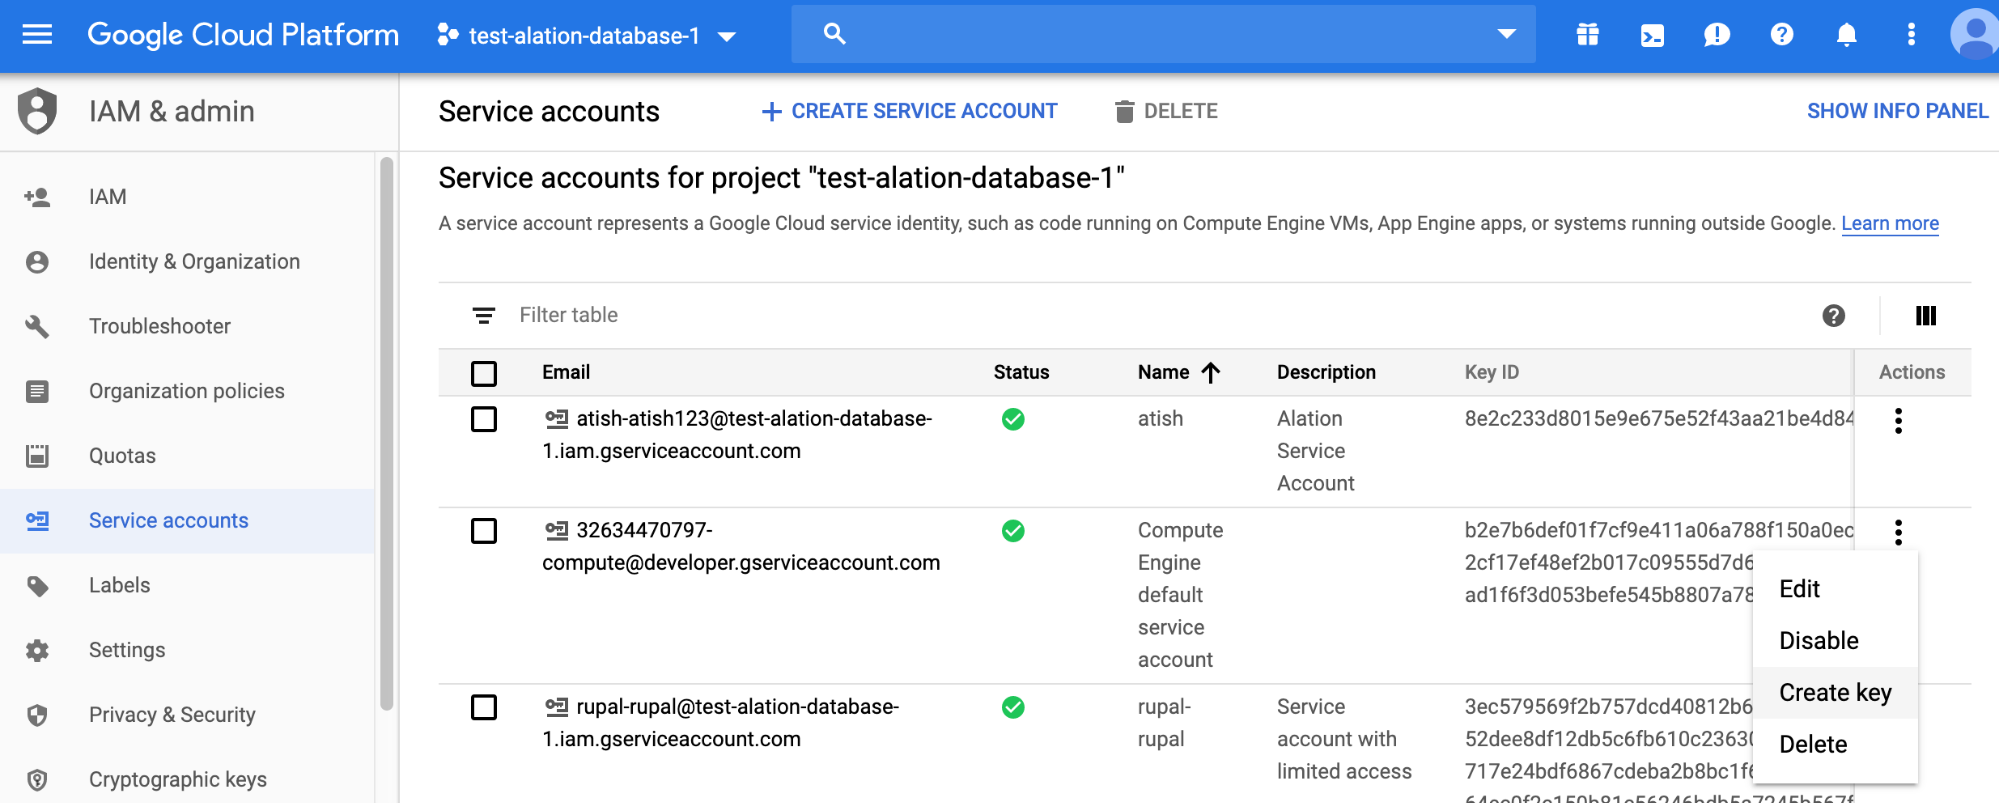 Google Cloud Platform
test-alation-database-1
IAM & admin
Service accounts
CREATE SERVICE ACCOUNT
DELETE
SHOW INFO PANEL
IAM
Identity & Organization
Troubleshooter
Organization policies
Quotas
Service accounts
Labels
Settings
Privacy & Security
Cryptographic keys
Service accounts for project "test-alation-database-1"
A service account represents a Google Cloud service identity, such as code running on Compute Engine VMs, App Engine apps, or systems running outside Google. Learn more
Filter table
Email Status Name Description Key ID Actions
atish-atish123@test-alation-database-
1.iam.gserviceaccount.com
atish
Alation
Service
Account
8e2c233d8015e9e675e52f43aa21be4d84
32634470797-
compute@developer.gserviceaccount.com
Compute
Engine
default
service
account
b2e7b6def01f7cf9e411a06a788f150a0ec
2cf17ef48ef2b017c09555d7d6
ad1f6f3d053befe545b8807a78
Edit
Disable
Create key
Delete
rupal-rupal@test-alation-database-
1.iam.gserviceaccount.com
rupal-
rupal
Service
account with
limited access
3ec579569f2b757dcd40812b6
52dee8df12db5c6fb610c23630
717e24bdf6867cdeba2b8bc1f6